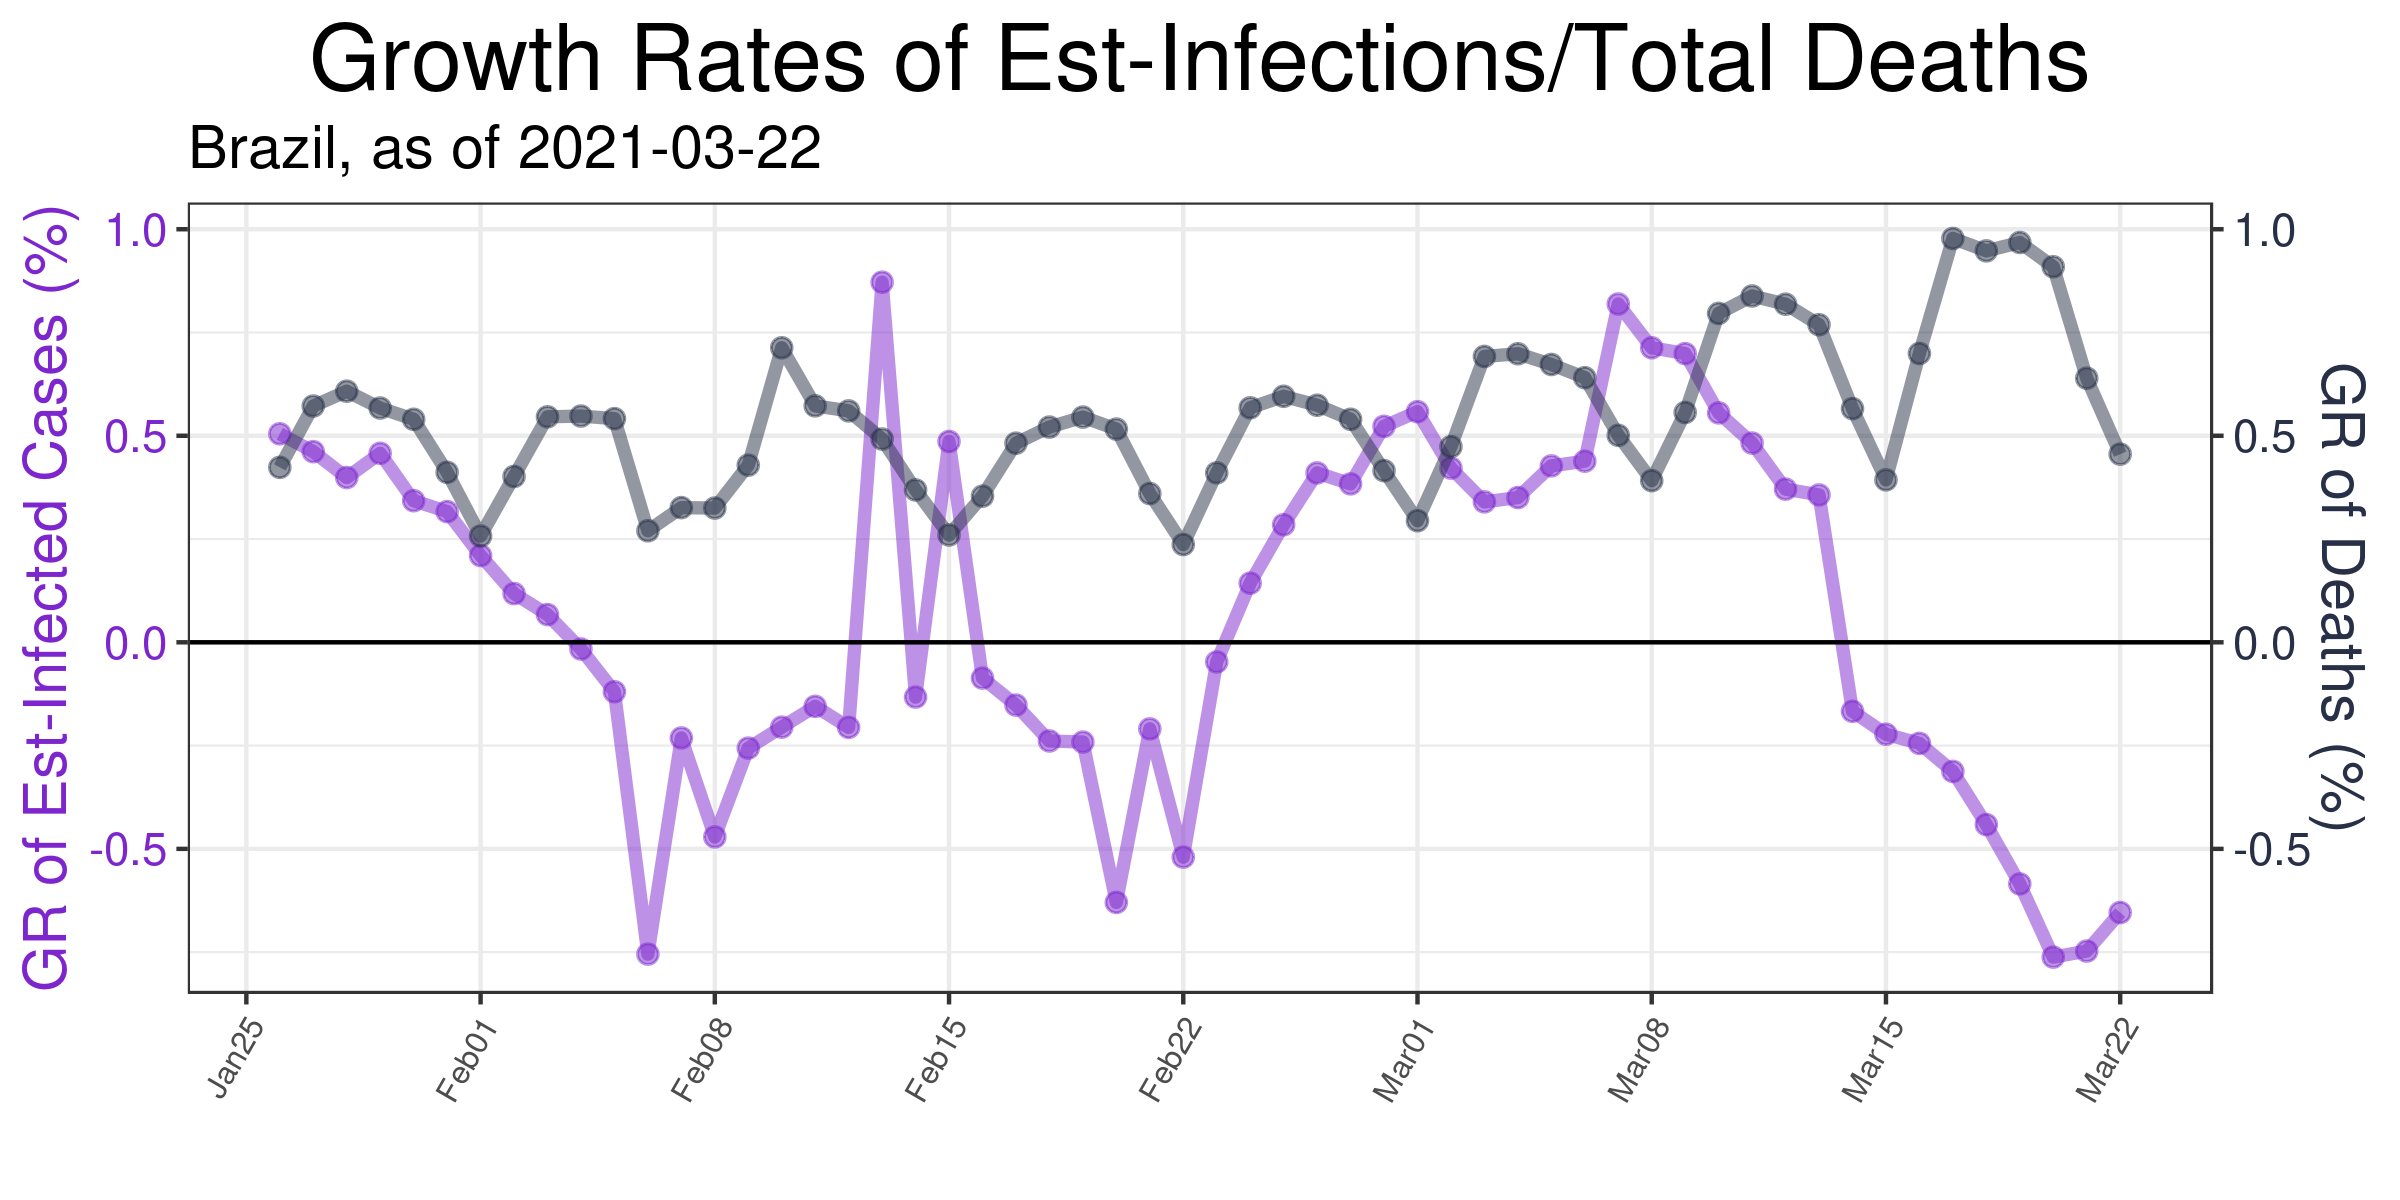 Growth Rates of Est-Infections/Total Deaths
Brazil, as of 2021-03-22
GR of Est-Infected Cases (%)
1.0
0.5
0.0
-0.5
1.0
0.5
0.0
-0.5
GR of Deaths (%)
Jan25
Feb01
Feb08
Feb15
Feb22
Mar01
Mar08
Mar15
Mar22